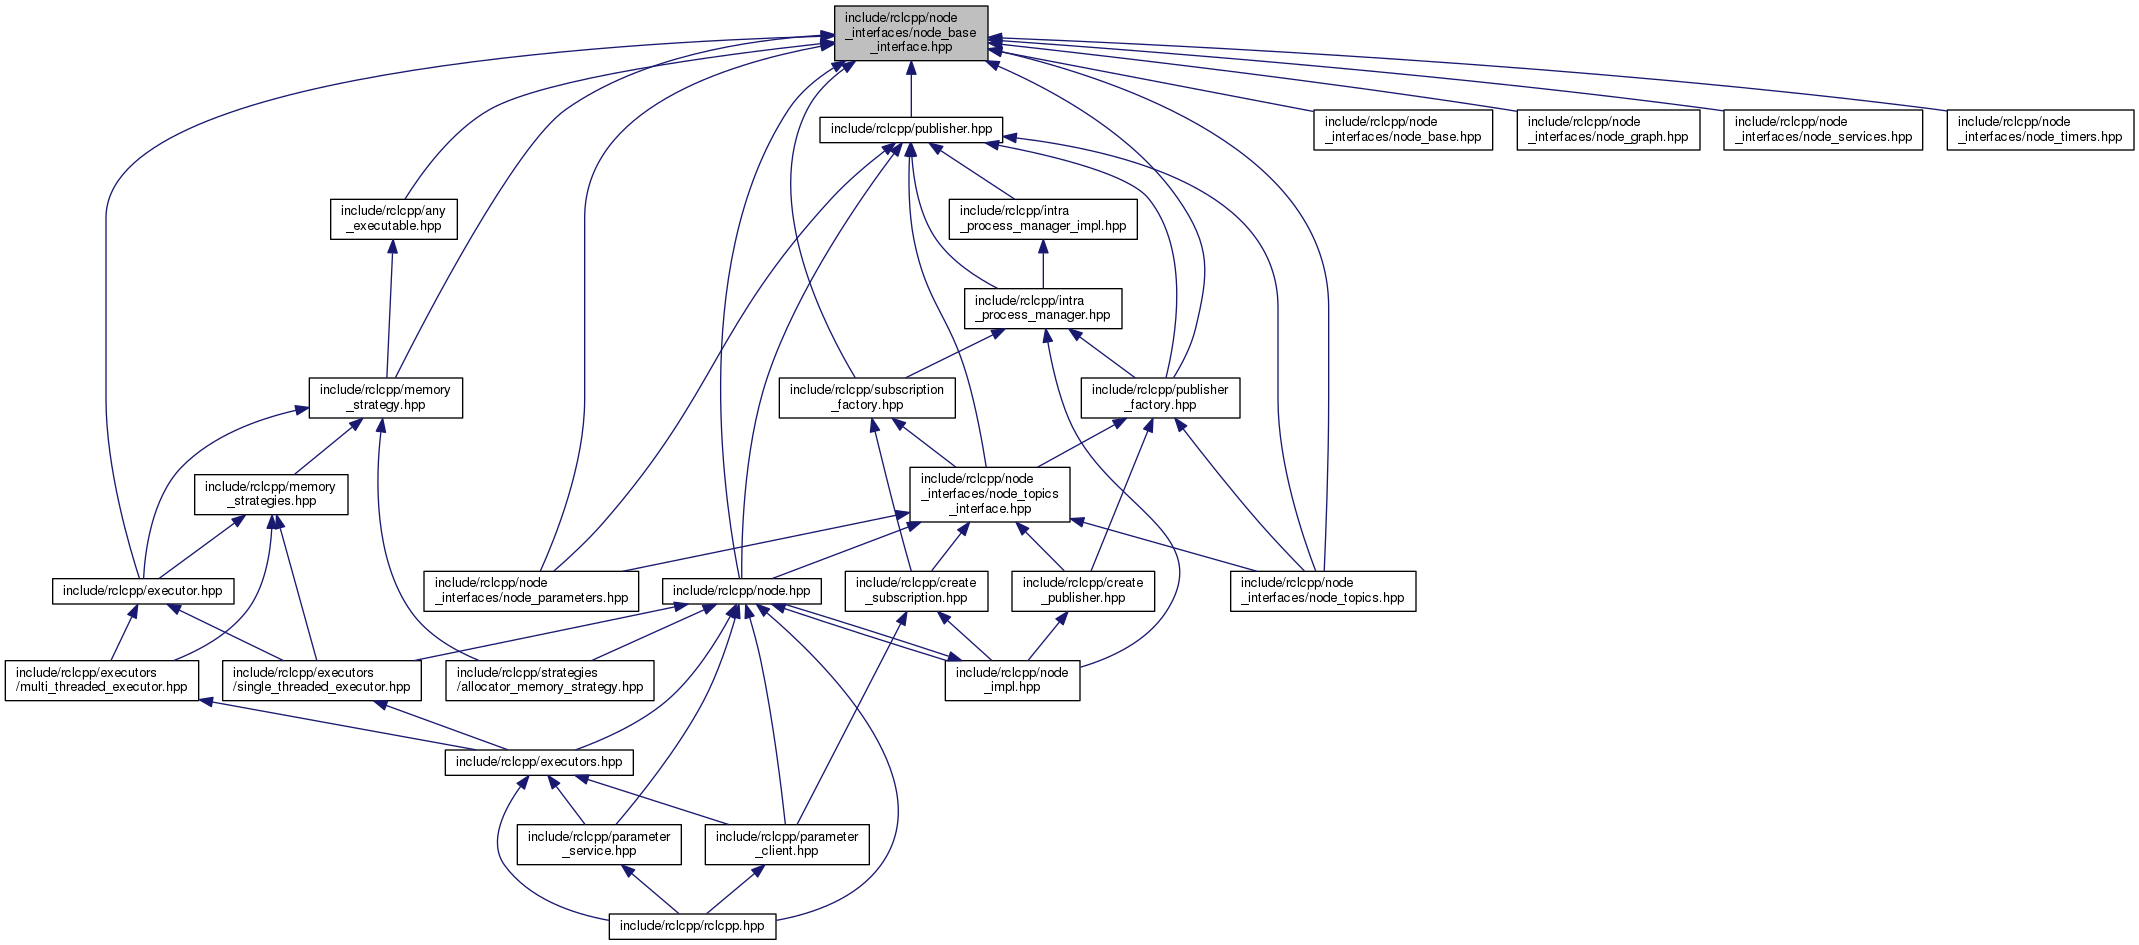 include/rclcpp/node
_interfaces/node_base
_interface.hpp
include/rclcpp/publisher.hpp
include/rclcpp/node
_interfaces/node_base.hpp
include/rclcpp/node
_interfaces/node_graph.hpp
include/rclcpp/node
_interfaces/node_services.hpp
include/rclcpp/node
_interfaces/node_timers.hpp
include/rclcpp/any
_executable.hpp
include/rclcpp/intra
_process_manager_impl.hpp
include/rclcpp/intra
_process_manager.hpp
include/rclcpp/memory
_strategy.hpp
include/rclcpp/subscription
_factory.hpp
include/rclcpp/publisher
_factory.hpp
include/rclcpp/memory
_strategies.hpp
include/rclcpp/node
_interfaces/node_topics
_interface.hpp
include/rclcpp/executor.hpp
include/rclcpp/node
_interfaces/node_parameters.hpp
include/rclcpp/node.hpp
include/rclcpp/create
_subscription.hpp
include/rclcpp/create
_publisher.hpp
include/rclcpp/node
_interfaces/node_topics.hpp
include/rclcpp/executors
/multi_threaded_executor.hpp
include/rclcpp/executors
/single_threaded_executor.hpp
include/rclcpp/strategies
/allocator_memory_strategy.hpp
include/rclcpp/node
_impl.hpp
include/rclcpp/executors.hpp
include/rclcpp/parameter
_service.hpp
include/rclcpp/parameter
_client.hpp
include/rclcpp/rclcpp.hpp